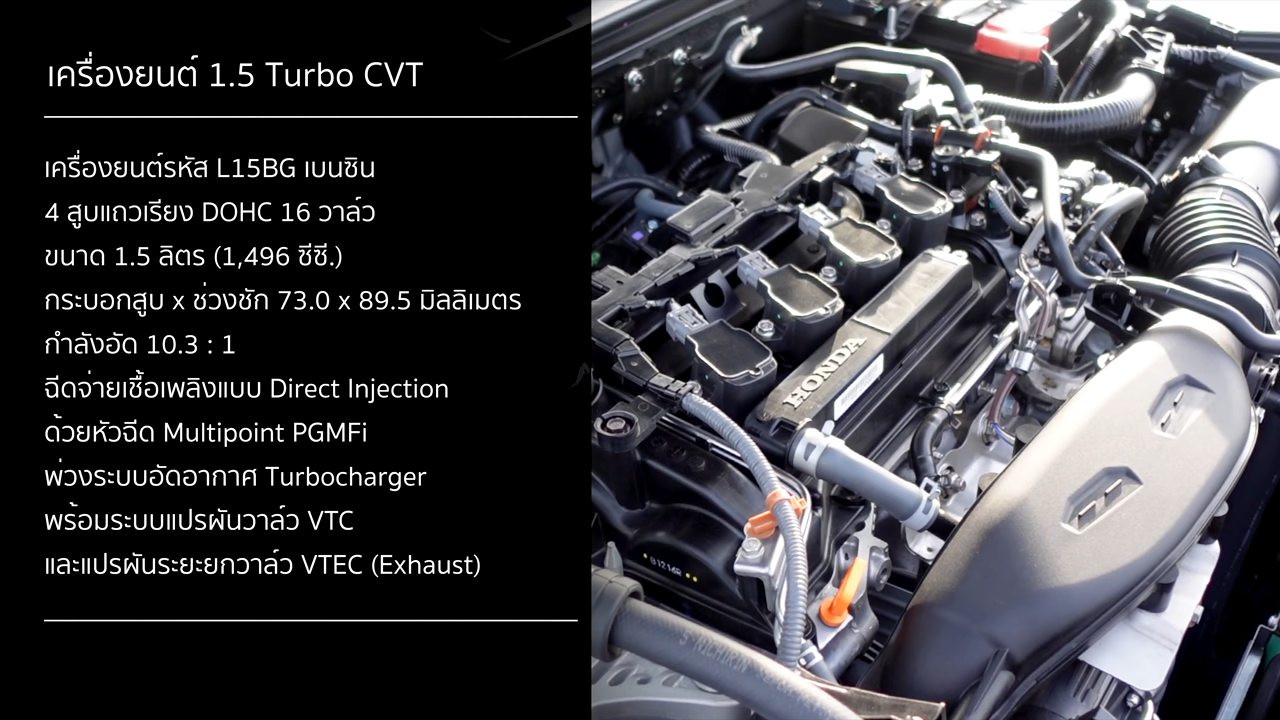 เครื่องยนต์ 1.5 Turbo CVT
เครื่องยนต์รหัส L15BG เบนซิน
4 สูบแถวเรียง DOHC 16 วาล์ว
ขนาด 1.5 ลิตร (1,496 ซีซี.)
กระบอกสูบ x ช่วงชัก 73.0 x 89.5 มิลลิเมตร
กำลังอัด 10.3 : 1
ฉีดจ่ายเชื้อเพลิงแบบ Direct Injection
ด้วยหัวฉีด Multipoint PGMFi
พ่วงระบบอัดอากาศ Turbocharger
พร้อมระบบแปรผันวาล์ว VTC
และแปรผันระยะยกวาล์ว VTEC (Exhaust)
HONDA